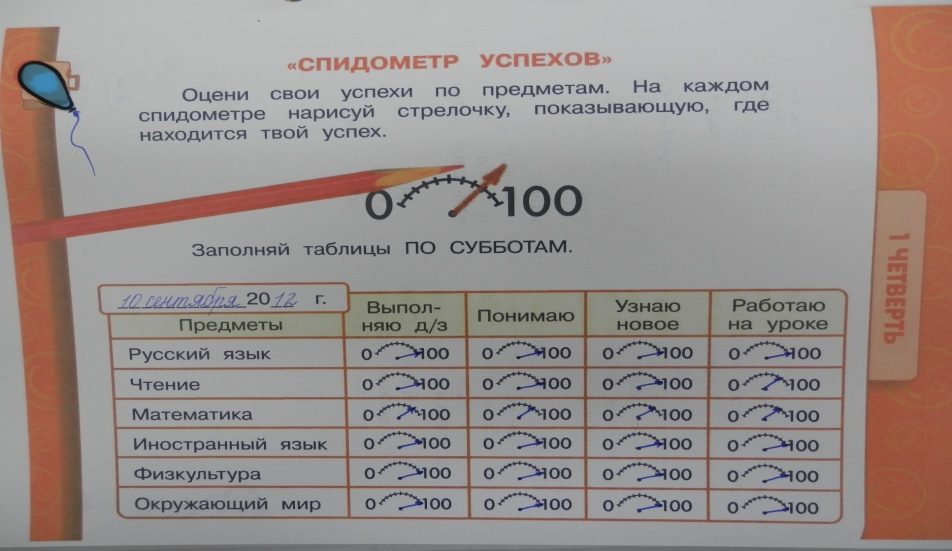 «СПИДОМЕТР УСПЕХОВ»
Оцени свои успехи по предметам. На каждом
спидометре нарисуй стрелочку, показывающую, где
находится твой успех.
0 100
Заполняй таблицы ПО СУББОТАМ.
10 сентября 2012 г.
Предметы Выпол-няю д/з Понимаю Узнаю новое Работаю на уроке
Русский язык 0 100 0 100 0 100 0 100
Чтение 0 100 0 100 0 100 0 100
Математика 0 100 0 100 0 100 0 100
Иностранный язык 0 100 0 100 0 100 0 100
Физкультура 0 100 0 100 0 100 0 100
Окружающий мир 0 100 0 100 0 100 0 100
1 ЧЕТВЕРТЬ